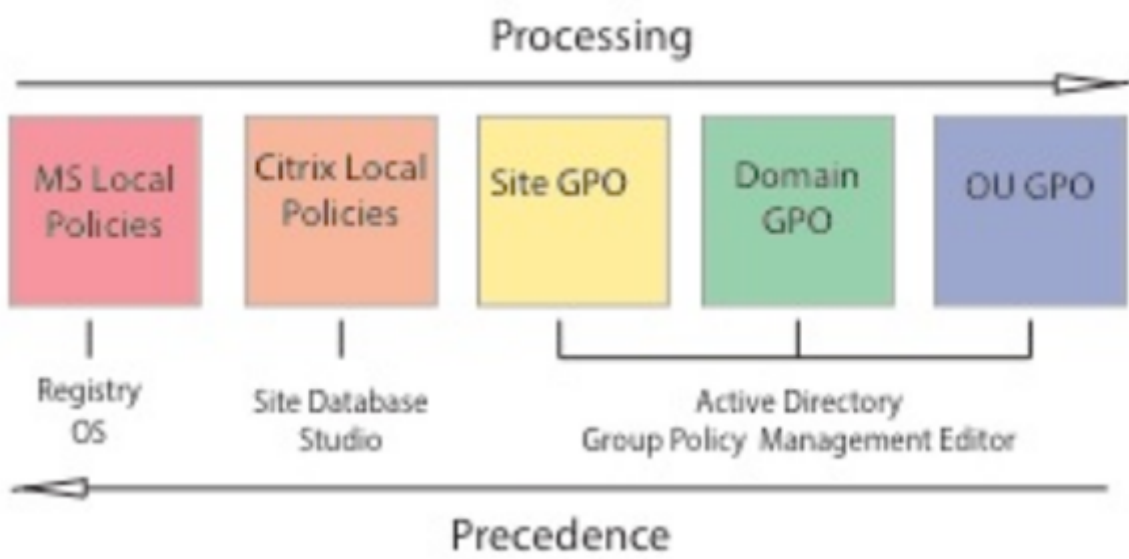 Processing
MS Local
Policies
Citrix Local
Policies
Site GPO
Domain
GPO
OU GPO
Registry
OS
Site Database
Studio
Active Directory
Group Policy Management Editor
Precedence